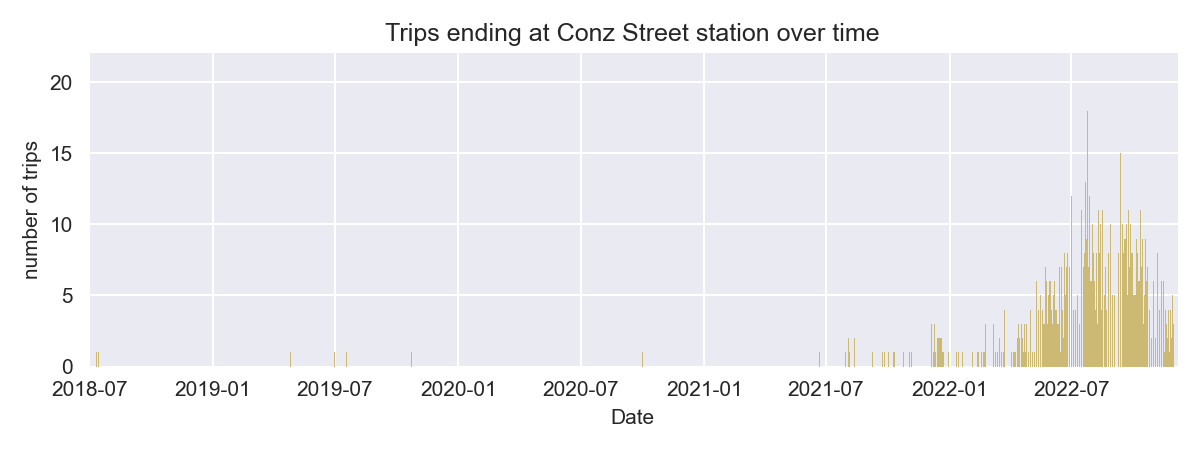 Trips ending at Conz Street station over time
number of trips
20
15
10
5
0
2018-07 2019-01 2019-07 2020-01 2020-07 2021-01 2021-07 2022-01 2022-07
Date